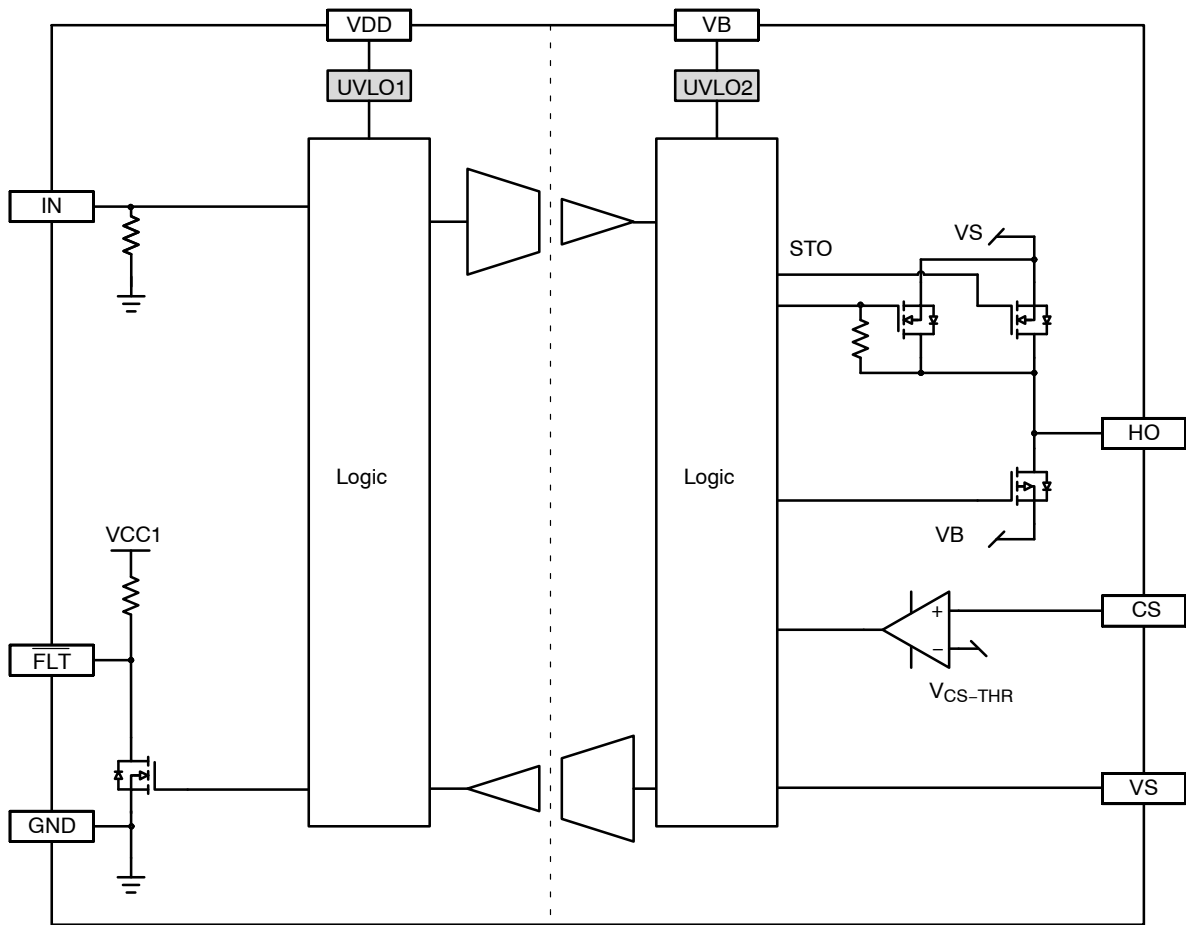 VDD
VB
UVLO1
UVLO2
IN
VS
STO
HO
Logic
Logic
VCC1
VB
CS
+
−
FLT
VCS−THR
VS
GND